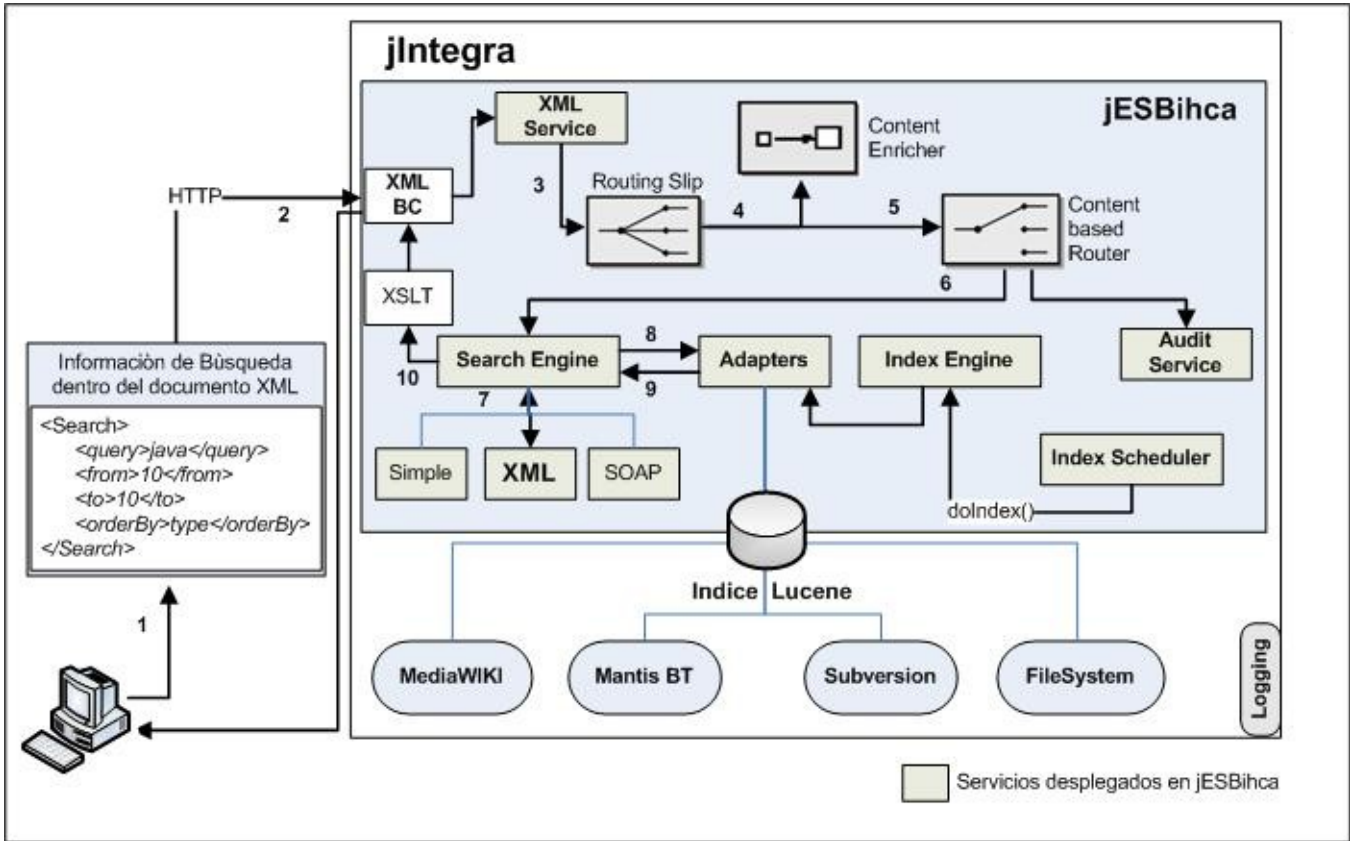 jIntegra
jESBihca
XML
Service
Content
Enricher
HTTP
2
XML
BC
3
Routing Slip
4
5
Content
based
Router
6
XSLT
Informaciòn de Bùsqueda
dentro del documento XML
<Search>
<query>java</query>
<from>10</from>
<to>10</to>
<orderBy>type</orderBy>
</Search>
10
Search Engine
8
9
Adapters
Index Engine
Audit
Service
7
Simple
XML
SOAP
Index Scheduler
doIndex()
1
Indice Lucene
MediaWIKI
Mantis BT
Subversion
FileSystem
Logging
Servicios desplegados en jESBihca